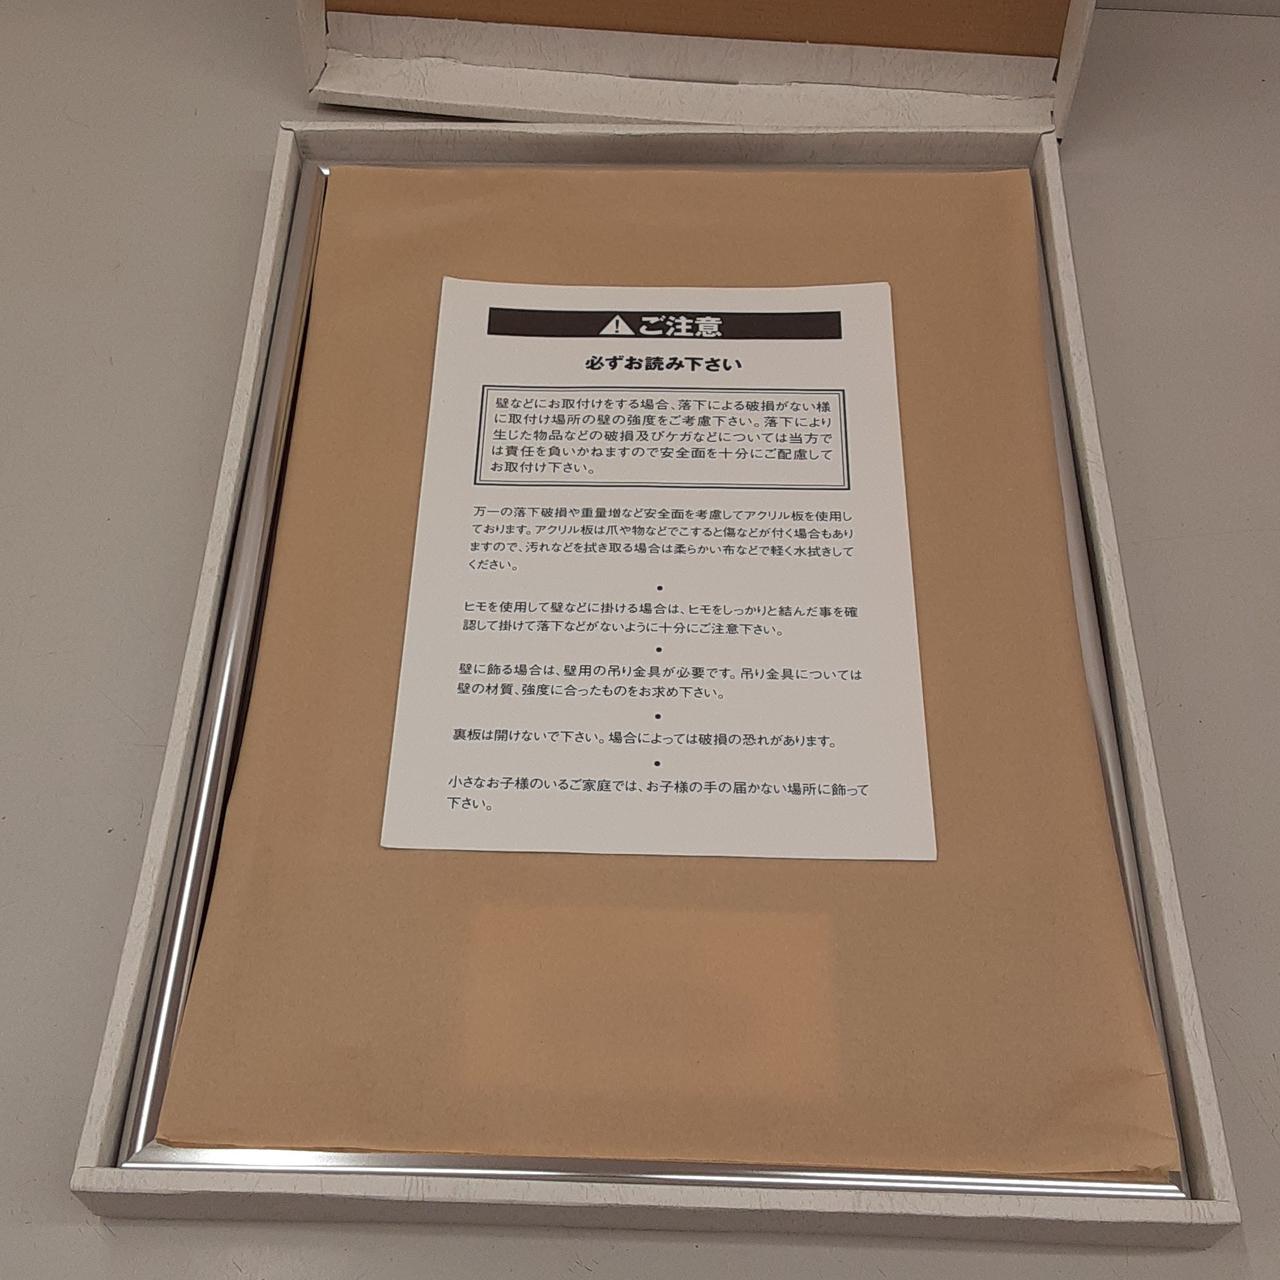 ご注意
必ずお読み下さい
壁などにお取付けをする場合、落下による破損がない様
に取付け場所の壁の強度をご考慮下さい。落下により
生じた物品などの破損及びケガなどについては当方で
は責任を負いかねますので安全面を十分にご配慮して
お取付け下さい。
万一の落下破損や重量増など安全面を考慮してアクリル板を使用し
ております。アクリル板は爪や物などでこすると傷などが付く場合もあり
ますので、汚れなどを拭き取る場合は柔らかい布などで軽く水拭きして
ください。
●
ヒモを使用して壁などに掛ける場合は、ヒモをしっかりと結んだ事を確
認して掛けて落下などがないように十分にご注意下さい。
●
壁に飾る場合は、壁用の吊り金具が必要です。吊り金具については
壁の材質、強度に合ったものをお求め下さい。
●
裏板は開けないで下さい。場合によっては破損の恐れがあります。
●
小さなお子様のいるご家庭では、お子様の手の届かない場所に飾って
下さい。